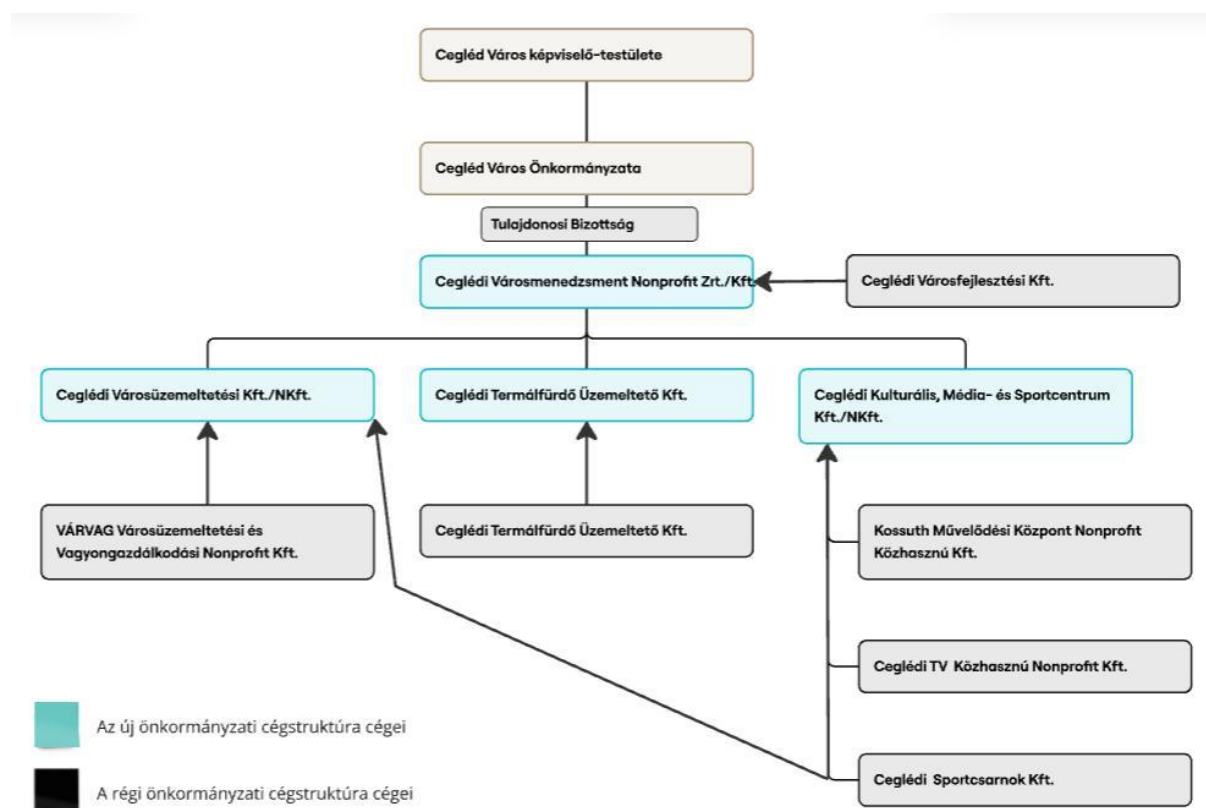 Cegléd Város képviselő-testülete
Cegléd Város Önkormányzata
Tulajdonosi Bizottság
Ceglédi Városmenedzsment Nonprofit Zrt./Kft.
Ceglédi Városfejlesztési Kft.
Ceglédi Városüzemeltetési Kft./NKft.
Ceglédi Termálfürdő Üzemeltető Kft.
Ceglédi Kulturális, Média- és Sportcentrum
Kft./NKft.
VÁRVAG Városüzemeltetési és
Vagyongazdálkodási Nonprofit Kft.
Ceglédi Termálfürdő Üzemeltető Kft.
Kossuth Művelődési Központ Nonprofit
Közhasznú Kft.
Ceglédi TV Közhasznú Nonprofit Kft.
Ceglédi Sportcsarnok Kft.
Az új önkormányzati cégstruktúra cégei
A régi önkormányzati cégstruktúra cégei